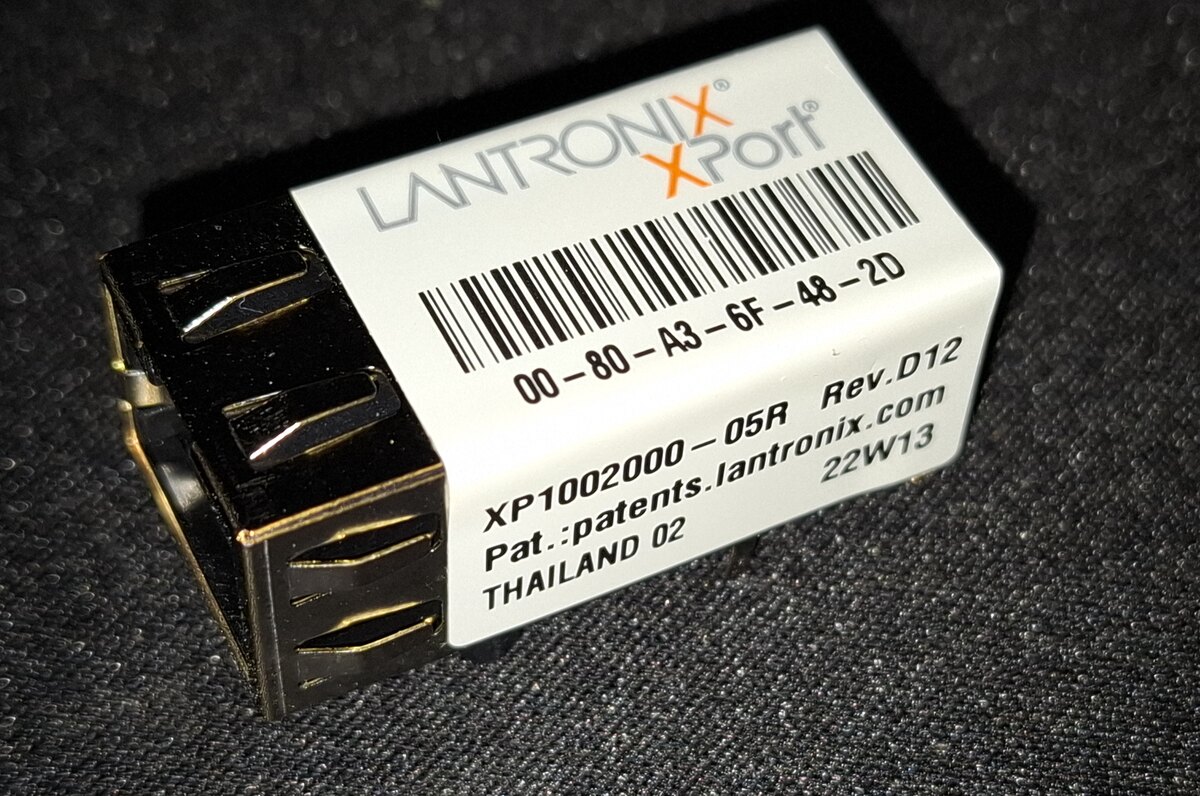 LANTRONIX®
XPort®
00-80-A3-6F-48-2D
XP1002000-05R Rev.D12
Pat.:patents.lantronix.com
THAILAND 02 22W13